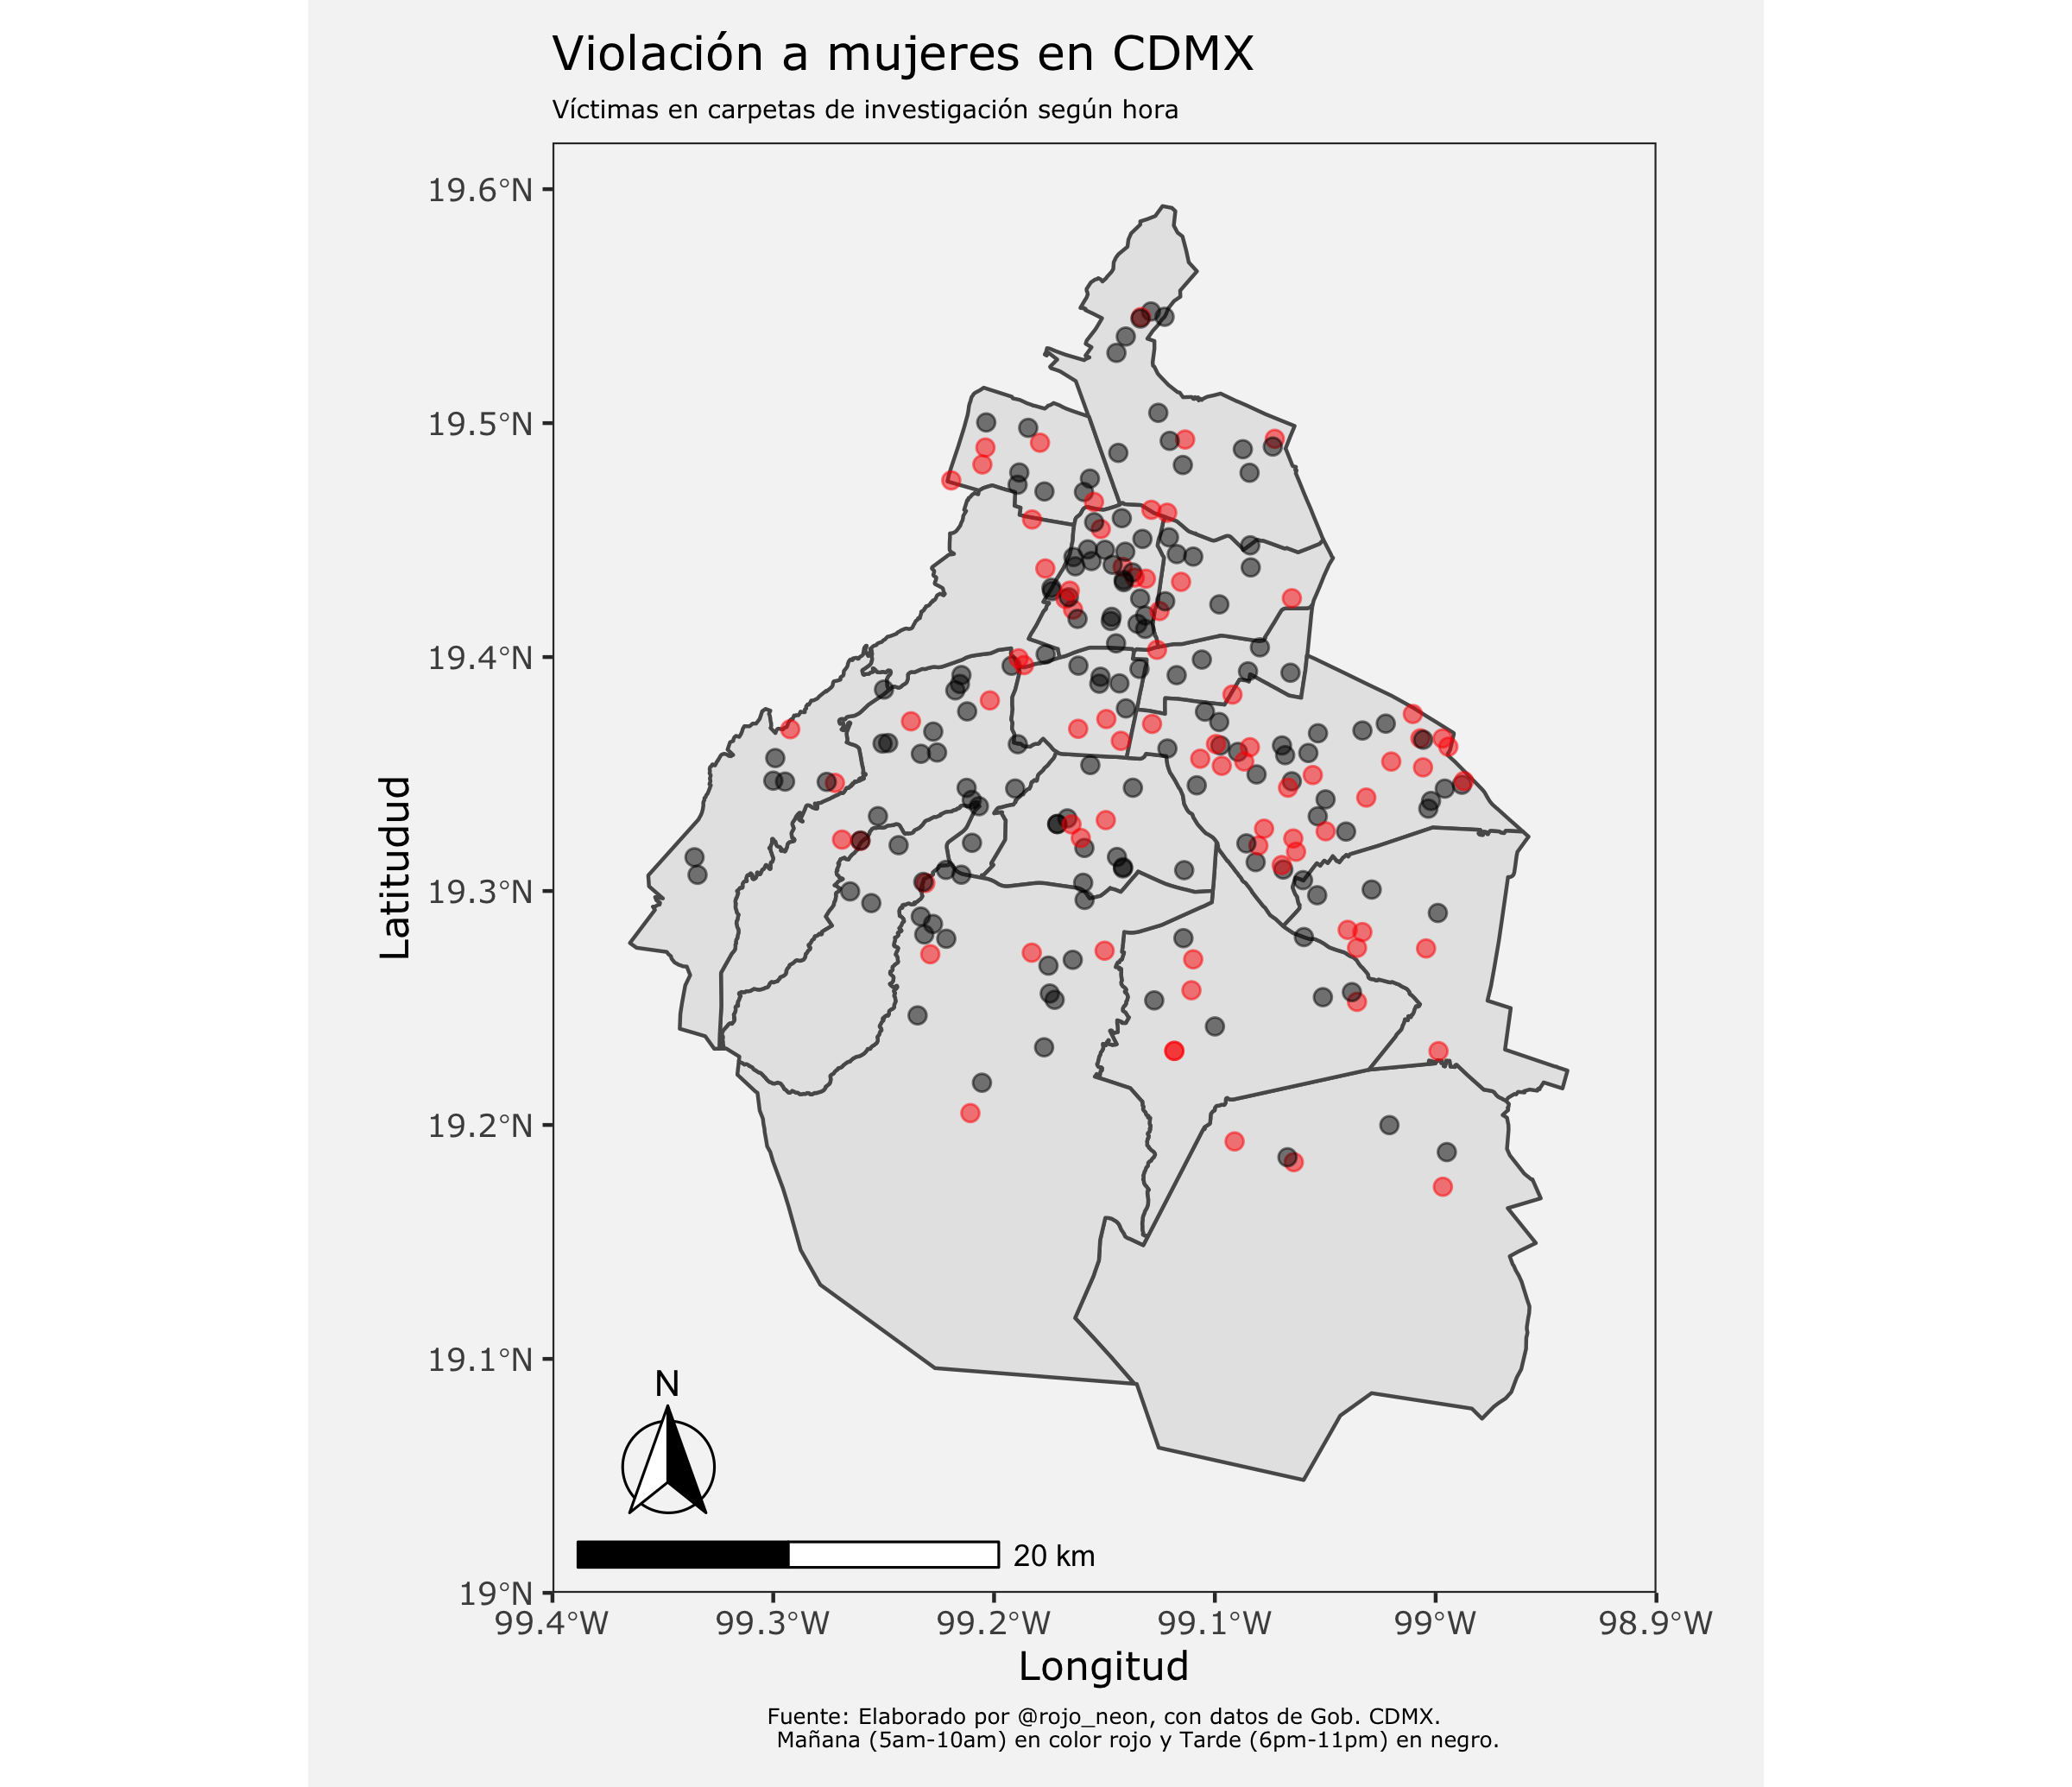 Violación a mujeres en CDMX
Víctimas en carpetas de investigación según hora
19.6°N
19.5°N
19.4°N
19.3°N
19.2°N
19.1°N
19°N
Latitudud
N
20 km
99.4°W
99.3°W
99.2°W
99.1°W
99°W
98.9°W
Longitud
Fuente: Elaborado por @rojo_neon, con datos de Gob. CDMX.
Mañana (5am-10am) en color rojo y Tarde (6pm-11pm) en negro.